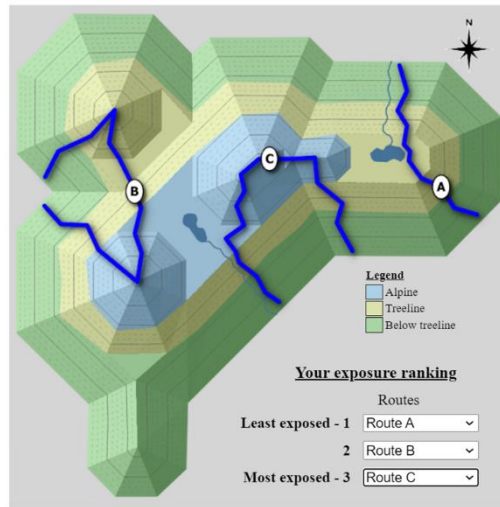 N
C
B
A
Legend
Alpine
Treeline
Below treeline
Your exposure ranking
Routes
Least exposed - 1 Route A
2 Route B
Most exposed - 3 Route C